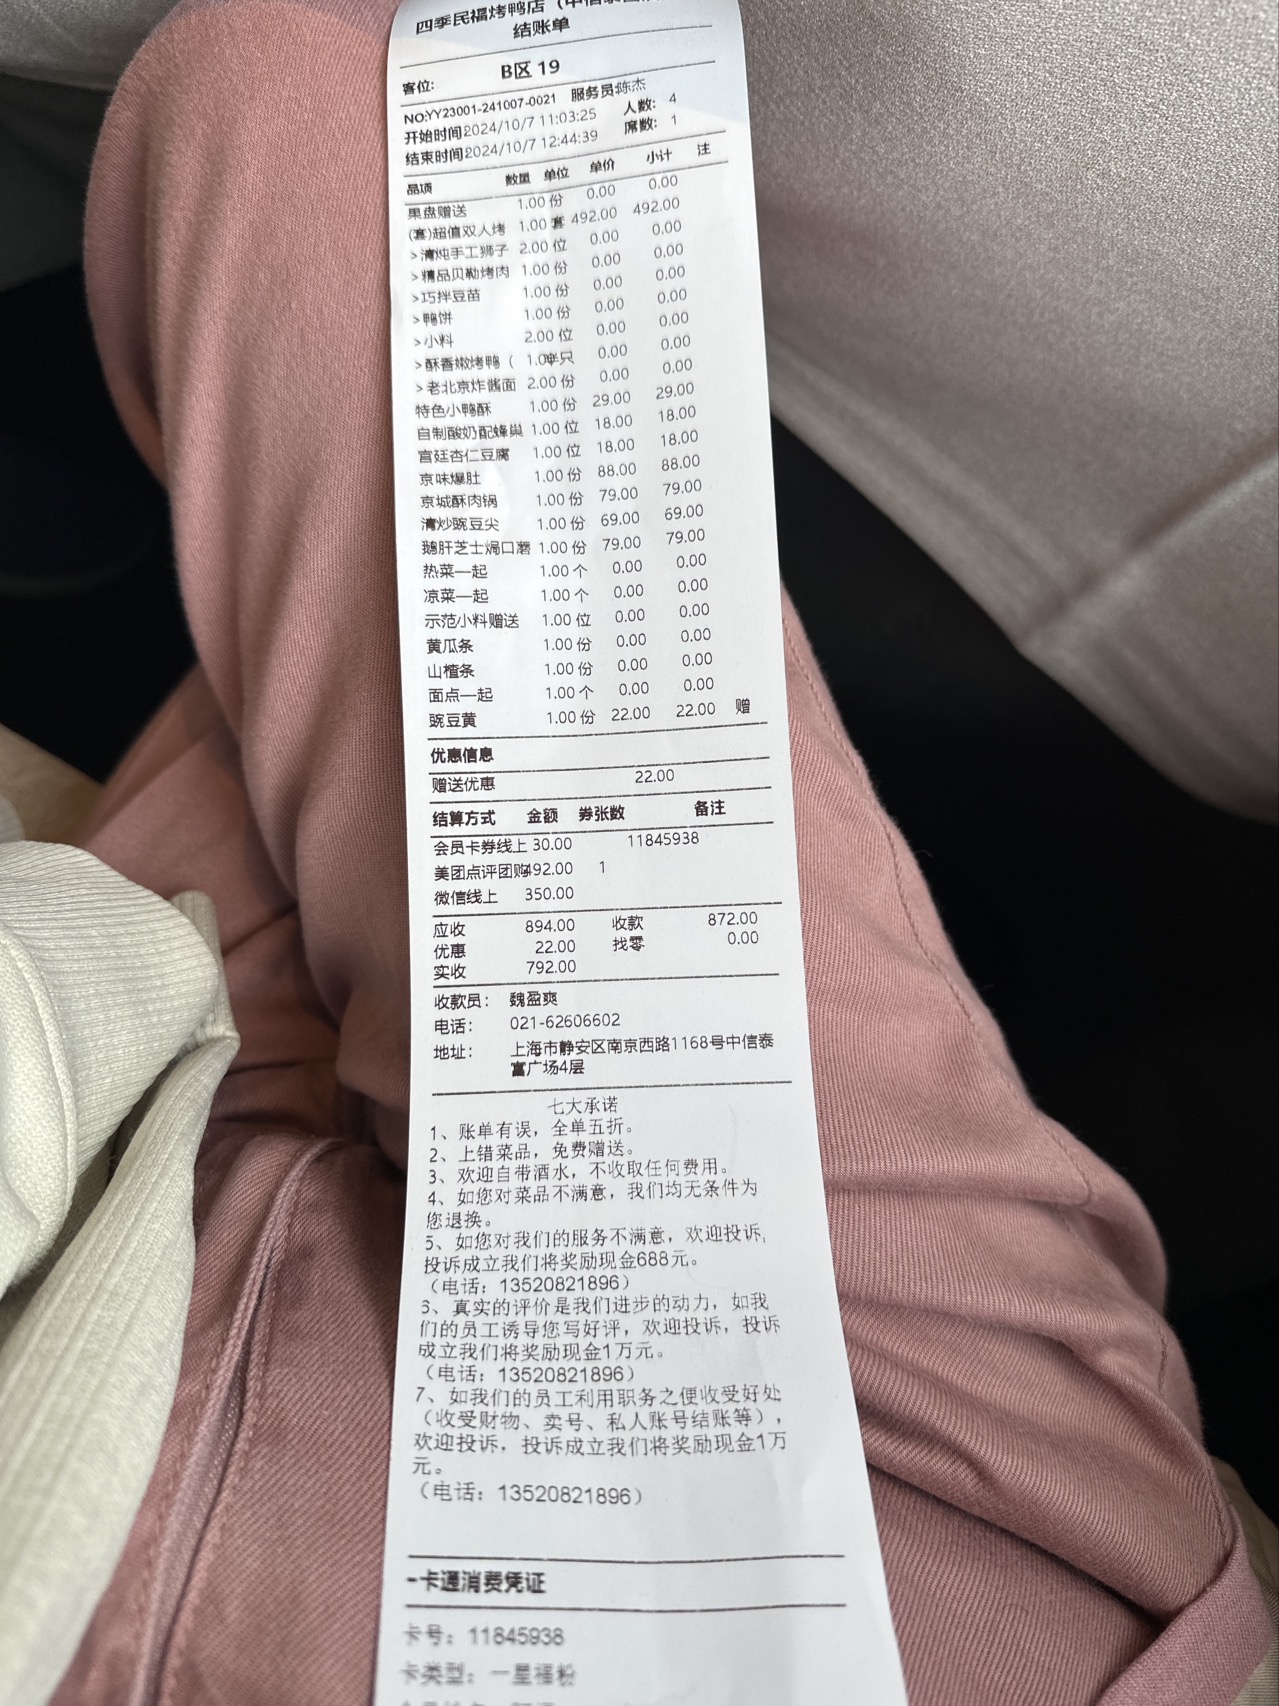 四季民福烤鸭店（中信泰富
结账单
客位: B区 19
NO:YY23001-241007-0021 服务员:陈杰
开始时间2024/10/7 11:03:25 人数: 4
结束时间2024/10/7 12:44:39 席数: 1
品项 数量 单位 单价 小计 注
果盘赠送 1.00 份 0.00 0.00
(套)超值双人烤 1.00 套 492.00 492.00
>清炖手工狮子 2.00 位 0.00 0.00
>精品贝勒烤肉 1.00 份 0.00 0.00
>巧拌豆苗 1.00 份 0.00 0.00
>鸭饼 1.00 份 0.00 0.00
>小料 2.00 位 0.00 0.00
>酥香嫩烤鸭（ 1.0单只 0.00 0.00
>老北京炸酱面 2.00 份 0.00 0.00
特色小鸭酥 1.00 份 29.00 29.00
自制酸奶配蜂巢 1.00 位 18.00 18.00
宫廷杏仁豆腐 1.00 位 18.00 18.00
京味爆肚 1.00 份 88.00 88.00
京城酥肉锅 1.00 份 79.00 79.00
清炒豌豆尖 1.00 份 69.00 69.00
鹅肝芝士焗口蘑 1.00 份 79.00 79.00
热菜一起 1.00 个 0.00 0.00
凉菜一起 1.00 个 0.00 0.00
示范小料赠送 1.00 位 0.00 0.00
黄瓜条 1.00 份 0.00 0.00
山楂条 1.00 份 0.00 0.00
面点一起 1.00 个 0.00 0.00
豌豆黄 1.00 份 22.00 22.00 赠
优惠信息
赠送优惠 22.00
结算方式 金额 券张数 备注
会员卡券线上 30.00 11845938
美团点评团购492.00 1
微信线上 350.00
应收 894.00 收款 872.00
优惠 22.00 找零 0.00
实收 792.00
收款员: 魏盈爽
电话: 021-62606602
地址: 上海市静安区南京西路1168号中信泰
富广场4层
七大承诺
1、账单有误，全单五折。
2、上错菜品，免费赠送。
3、欢迎自带酒水，不收取任何费用。
4、如您对菜品不满意，我们均无条件为
您退换。
5、如您对我们的服务不满意，欢迎投诉,
投诉成立我们将奖励现金688元。
（电话：13520821896）
3、真实的评价是我们进步的动力，如我
们的员工诱导您写好评，欢迎投诉，投诉
成立我们将奖励现金1万元。
（电话：13520821896）
7、如我们的员工利用职务之便收受好处
（收受财物、卖号、私人账号结账等），
欢迎投诉，投诉成立我们将奖励现金1万
元。
（电话：13520821896）
一卡通消费凭证
卡号：11845938
卡类型：一星福粉